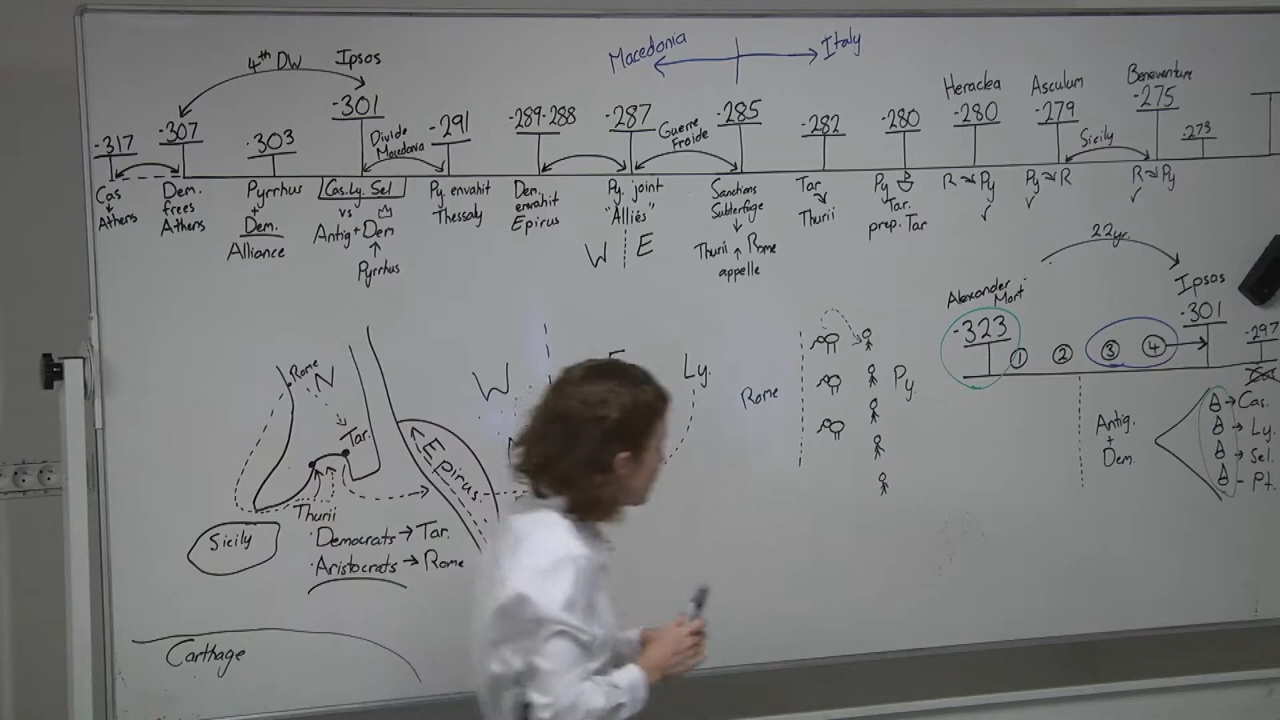 4th DW
Ipsos
Macedonia
Italy
-317
-307
-303
-301
Divide
Macedonia
-291
-289-288
-287
Guerre
Froide
-285
-282
-280
Heraclea
-280
Asculum
-279
Sicily
Beneventure
-275
-273
Cas
+
Athens
Dem.
frees
Athens
Pyrrhus
+
Dem.
Alliance
Cas. Ly. Sel
vs
Antig + Dem
↑
Pyrrhus
Py envahit
Thessaly
Dem.
envahit
Epirus
Py. joint
"Alliés"
W E
Sanctions
Subterfuge
↓
Thurii ↑ Rome
appelle
Tar
Thurii
Py
Tar.
prep. Tar
R Py
✓
Py R
✓
R Py
✓
22yr.
Alexander
Mort
-323
1 2 3 4
Ipsos
-301
-297
Antig.
+
Dem.
→ Cas.
→ Ly.
→ Sel.
- Pt.
Rome
N
Tar.
Epirus
Thurii
Sicily
Democrats → Tar.
Aristocrats → Rome
Carthage
W
Ly.
Rome
Py.